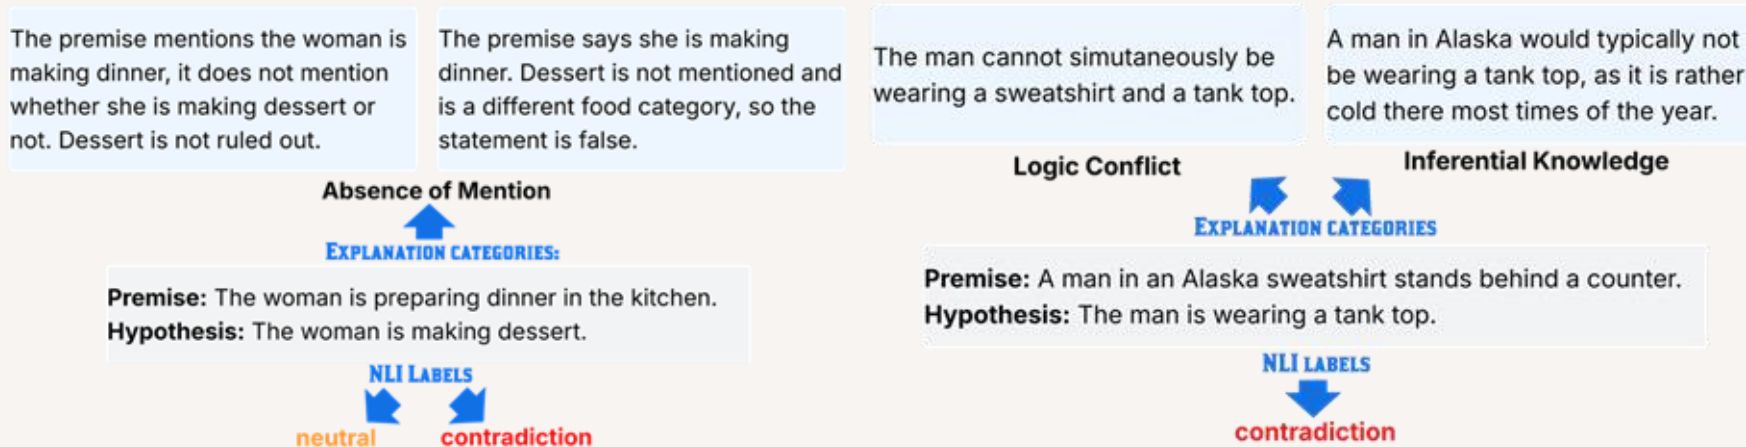 The premise mentions the woman is
making dinner, it does not mention
whether she is making dessert or
not. Dessert is not ruled out.
The premise says she is making
dinner. Dessert is not mentioned and
is a different food category, so the
statement is false.
Absence of Mention
EXPLANATION CATEGORIES:
Premise: The woman is preparing dinner in the kitchen.
Hypothesis: The woman is making dessert.
NLI LABELS
neutral
contradiction
The man cannot simutaneously be
wearing a sweatshirt and a tank top.
Logic Conflict
A man in Alaska would typically not
be wearing a tank top, as it is rather
cold there most times of the year.
Inferential Knowledge
EXPLANATION CATEGORIES
Premise: A man in an Alaska sweatshirt stands behind a counter.
Hypothesis: The man is wearing a tank top.
NLI LABELS
contradiction